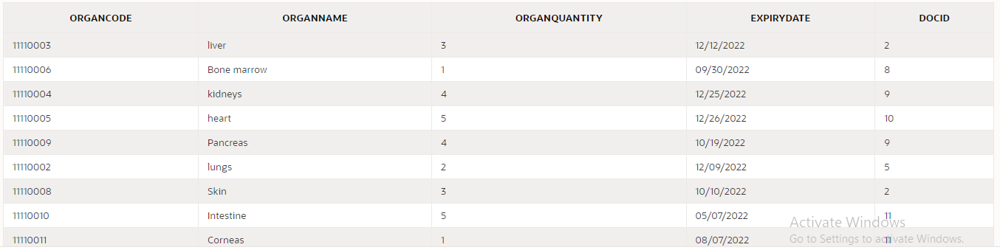 ORGANCODE ORGANNAME ORGANQUANTITY EXPIRYDATE DOCID
11110003 liver 3 12/12/2022 2
11110006 Bone marrow 1 09/30/2022 8
11110004 kidneys 4 12/25/2022 9
11110005 heart 5 12/26/2022 10
11110009 Pancreas 4 10/19/2022 9
11110002 lungs 2 12/09/2022 5
11110008 Skin 3 10/10/2022 2
11110010 Intestine 5 05/07/2022 11
Activate Windows
11110011 Corneas 1 08/07/2022 11
Go to Settings to activate Windows.